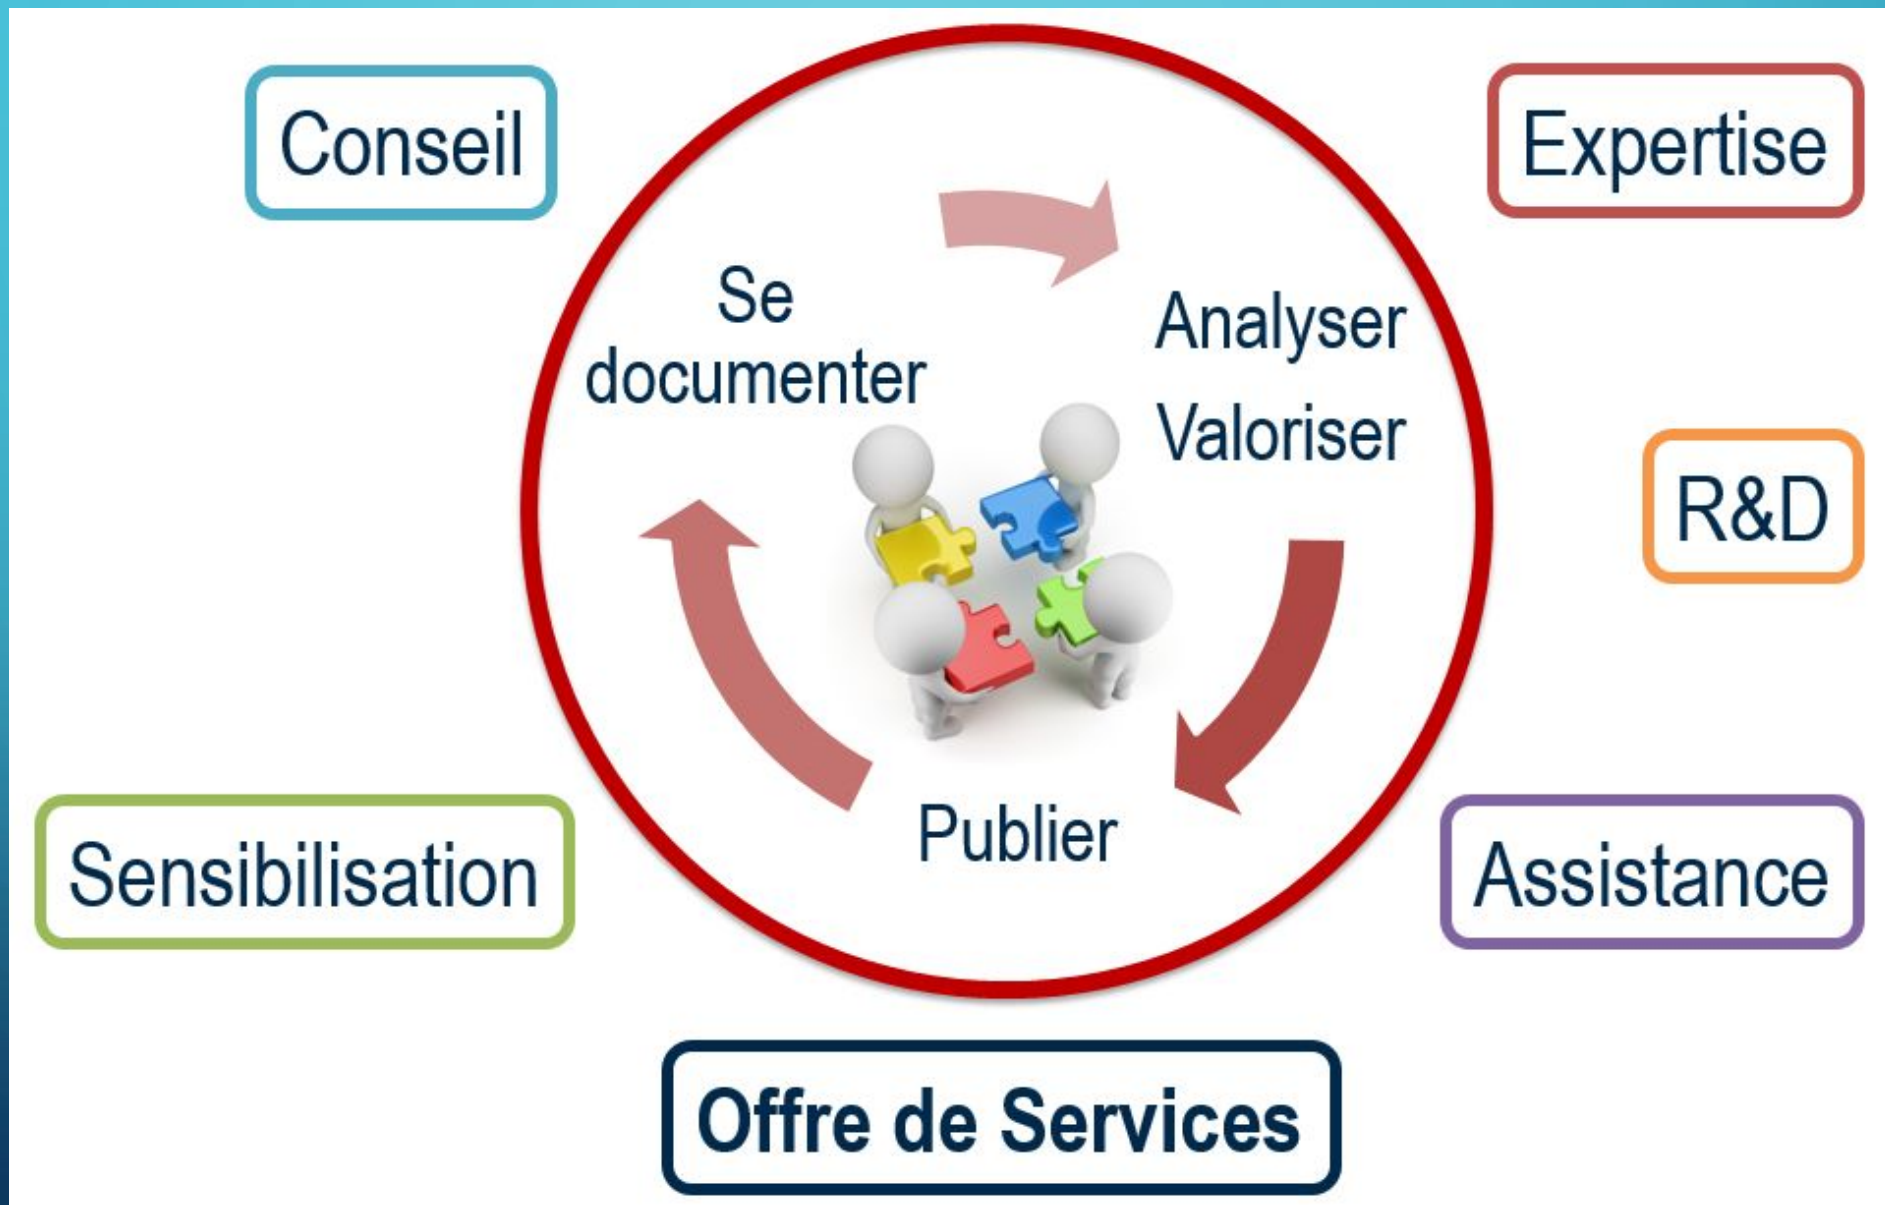 Conseil
Expertise
Se
documenter
Analyser
Valoriser
R&D
Publier
Sensibilisation
Assistance
Offre de Services